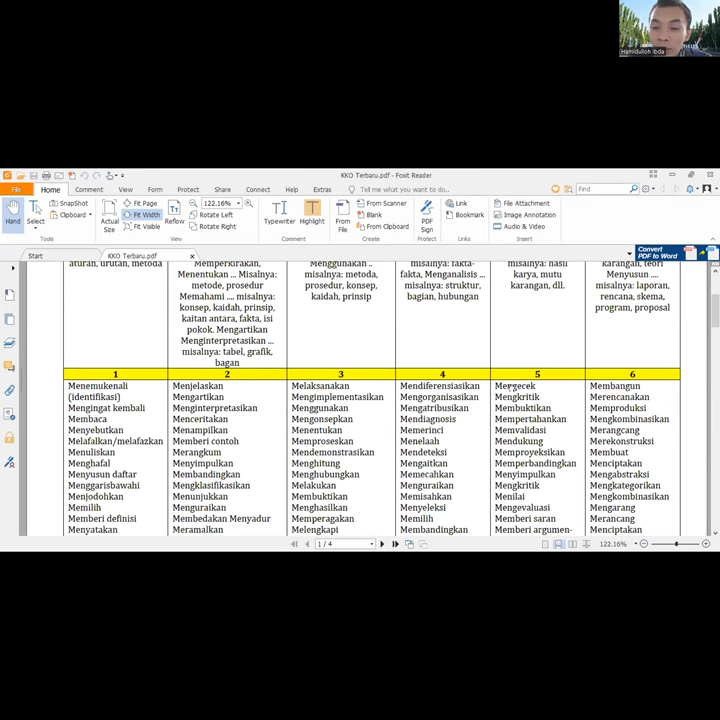 Hamidulloh Ibda
KKO Terbaru.pdf - Foxit Reader
File Home Comment View Form Protect Share Connect Help Extras Tell me what you want to do.. Find
Hand
Select
SnapShot
Clipboard
Tools
Actual Size
Fit Page
Fit Width
Fit Visible
Reflow
122.16%
Rotate Left
Rotate Right
View
Typewriter
Highlight
Comment
From File
From Scanner
Blank
From Clipboard
Create
PDF Sign
Protect
Link
Bookmark
Links
File Attachment
Image Annotation
Audio & Video
Insert
Start
KKO Terbaru.pdf
Convert
PDF to Word
aturan, urutan, metoda
Memperkirakan,
Menentukan ... Misalnya:
metode, prosedur
Memahami .... misalnya:
konsep, kaidah, prinsip,
kaitan antara, fakta, isi
pokok. Mengartikan
Menginterpretasikan ...
misalnya: tabel, grafik,
bagan
Menggunakan ..
misalnya: metoda,
prosedur, konsep,
kaidah, prinsip
misalnya: fakta-
fakta, Menganalisis ...
misalnya: struktur,
bagian, hubungan
misalnya: hasil
karya, mutu
karangan, dll.
karangan, teori
Menyusun ....
misalnya: laporan,
rencana, skema,
program, proposal
1 2 3 4 5 6
Menemukenali
(identifikasi)
Mengingat kembali
Membaca
Menyebutkan
Melafalkan/melafazkan
Menuliskan
Menghafal
Menyusun daftar
Menggarisbawahi
Menjodohkan
Memilih
Memberi definisi
Menyatakan
Menjelaskan
Mengartikan
Menginterpretasikan
Menceritakan
Menampilkan
Memberi contoh
Merangkum
Menyimpulkan
Membandingkan
Mengklasifikasikan
Menunjukkan
Menguraikan
Membedakan Menyadur
Meramalkan
Melaksanakan
Mengimplementasikan
Menggunakan
Mengonsepkan
Menentukan
Memproseskan
Mendemonstrasikan
Menghitung
Menghubungkan
Melakukan
Membuktikan
Menghasilkan
Memperagakan
Melengkapi
Mendiferensiasikan
Mengorganisasikan
Mengatribusikan
Mendiagnosis
Memerinci
Menelaah
Mendeteksi
Mengaitkan
Memecahkan
Menguraikan
Memisahkan
Menyeleksi
Memilih
Membandingkan
Mengecek
Mengkritik
Membuktikan
Mempertahankan
Memvalidasi
Mendukung
Memproyeksikan
Memperbandingkan
Menyimpulkan
Mengkritik
Menilai
Mengevaluasi
Memberi saran
Memberi argumen-
Membangun
Merencanakan
Memproduksi
Mengkombinasikan
Merangcang
Merekonstruksi
Membuat
Menciptakan
Mengabstraksi
Mengkategorikan
Mengkombinasikan
Mengarang
Merancang
Menciptakan
1 / 4
122.16%